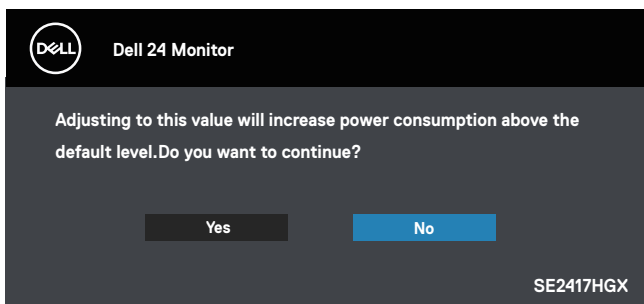 DELL
Dell 24 Monitor
Adjusting to this value will increase power consumption above the
default level.Do you want to continue?
Yes No
SE2417HGX